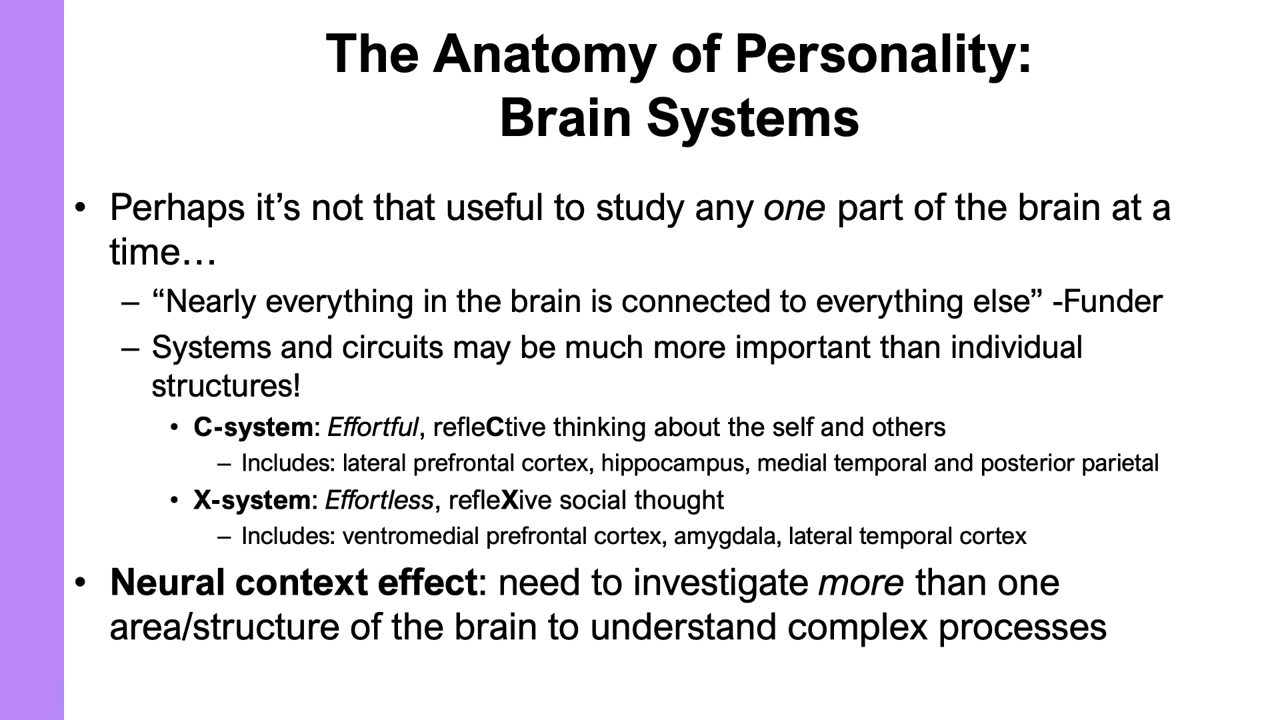 The Anatomy of Personality:
Brain Systems
• Perhaps it’s not that useful to study any one part of the brain at a
time…
– “Nearly everything in the brain is connected to everything else” -Funder
– Systems and circuits may be much more important than individual
structures!
• C-system: Effortful, refleCtive thinking about the self and others
– Includes: lateral prefrontal cortex, hippocampus, medial temporal and posterior parietal
• X-system: Effortless, refleXive social thought
– Includes: ventromedial prefrontal cortex, amygdala, lateral temporal cortex
• Neural context effect: need to investigate more than one
area/structure of the brain to understand complex processes